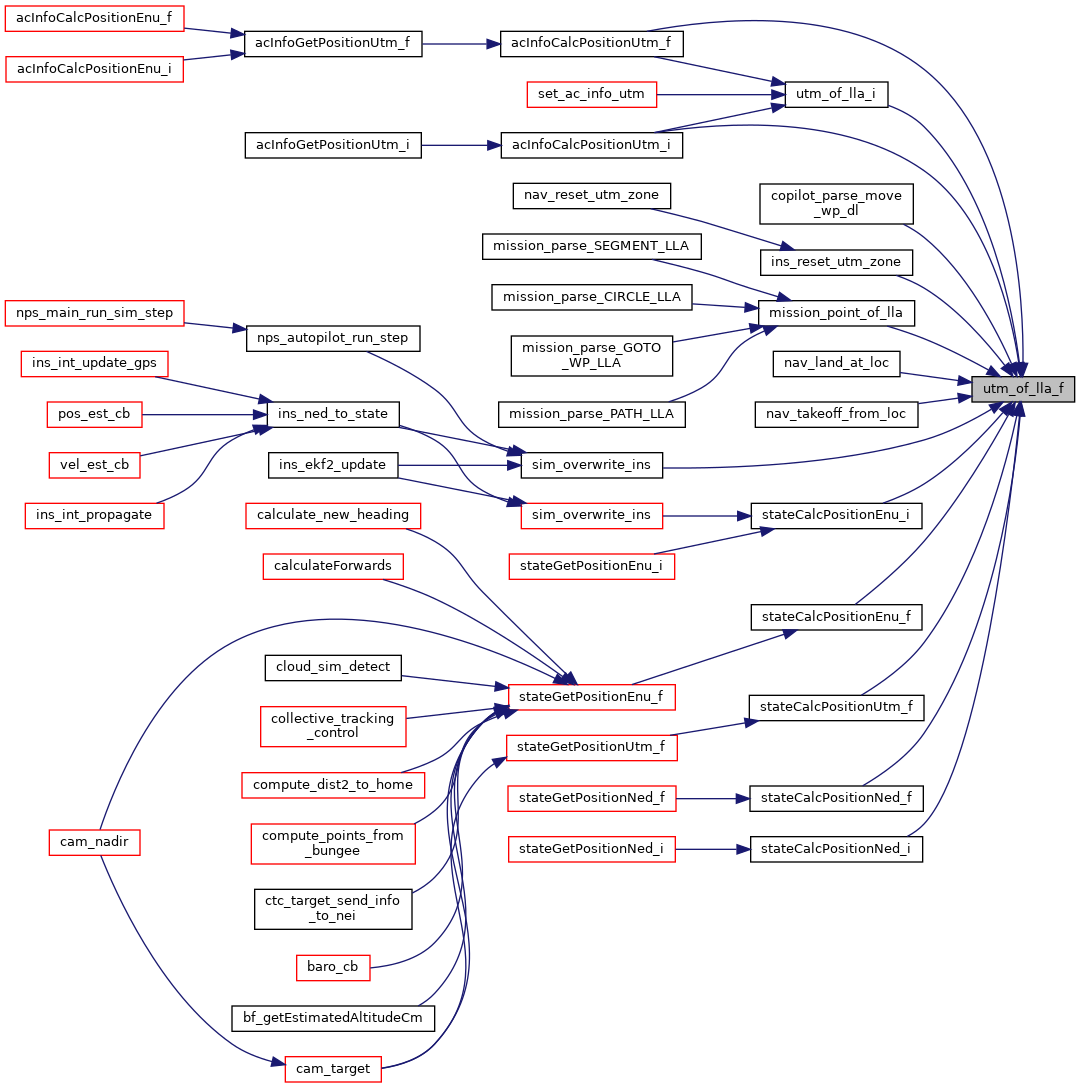 acInfoCalcPositionEnu_f
acInfoCalcPositionEnu_i
acInfoGetPositionUtm_f
acInfoCalcPositionUtm_f
set_ac_info_utm
utm_of_lla_i
acInfoGetPositionUtm_i
acInfoCalcPositionUtm_i
nav_reset_utm_zone
copilot_parse_move
_wp_dl
mission_parse_SEGMENT_LLA
ins_reset_utm_zone
mission_parse_CIRCLE_LLA
mission_point_of_lla
nps_main_run_sim_step
nps_autopilot_run_step
mission_parse_GOTO
_WP_LLA
nav_land_at_loc
utm_of_lla_f
ins_int_update_gps
pos_est_cb
ins_ned_to_state
mission_parse_PATH_LLA
nav_takeoff_from_loc
vel_est_cb
ins_ekf2_update
sim_overwrite_ins
ins_int_propagate
calculate_new_heading
sim_overwrite_ins
stateCalcPositionEnu_i
calculateForwards
stateGetPositionEnu_i
stateCalcPositionEnu_f
cloud_sim_detect
stateGetPositionEnu_f
stateCalcPositionUtm_f
collective_tracking
_control
stateGetPositionUtm_f
compute_dist2_to_home
stateGetPositionNed_f
stateCalcPositionNed_f
cam_nadir
compute_points_from
_bungee
stateGetPositionNed_i
stateCalcPositionNed_i
ctc_target_send_info
_to_nei
baro_cb
bf_getEstimatedAltitudeCm
cam_target